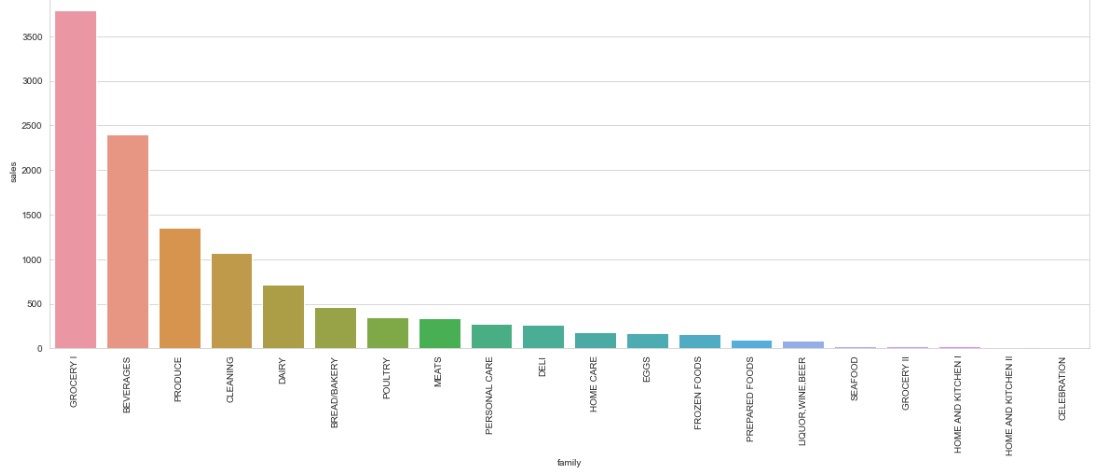 3500
3000
2500
2000
1500
1000
500
0
sales
GROCERY I
BEVERAGES
PRODUCE
CLEANING
DAIRY
BREAD/BAKERY
POULTRY
MEATS
PERSONAL CARE
DELI
HOME CARE
EGGS
FROZEN FOODS
PREPARED FOODS
LIQUOR,WINE,BEER
SEAFOOD
GROCERY II
HOME AND KITCHEN I
HOME AND KITCHEN II
CELEBRATION
family